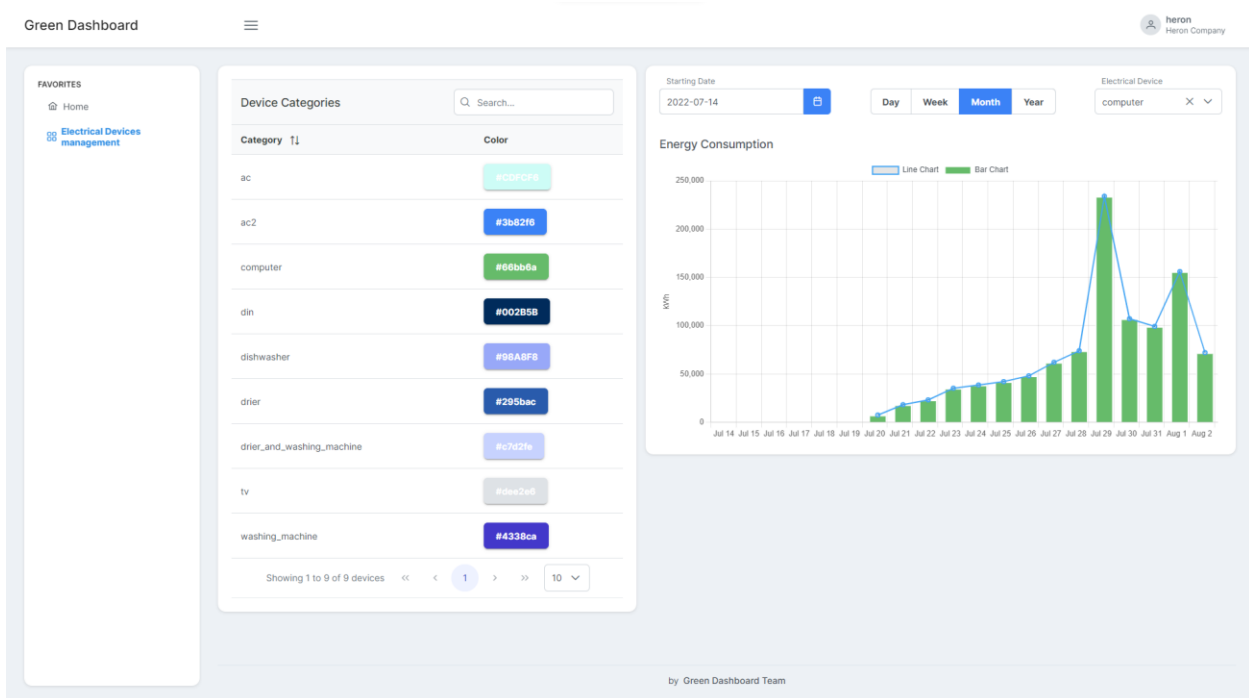 Green Dashboard
heron
Heron Company
FAVORITES
Home
Electrical Devices
management
Device Categories
Search...
Category
Color
ac
#CDFCF6
ac2
#3b82f6
computer
#66bb6a
din
#002B5B
dishwasher
#98A8F8
drier
#295bac
drier_and_washing_machine
#c7d2fe
tv
#dee2e6
washing_machine
#4338ca
Showing 1 to 9 of 9 devices
1
10
Starting Date
2022-07-14
Day Week Month Year
Electrical Device
computer
Energy Consumption
Line Chart Bar Chart
250,000
200,000
150,000
100,000
50,000
0
kWh
Jul 14 Jul 15 Jul 16 Jul 17 Jul 18 Jul 19 Jul 20 Jul 21 Jul 22 Jul 23 Jul 24 Jul 25 Jul 26 Jul 27 Jul 28 Jul 29 Jul 30 Jul 31 Aug 1 Aug 2
by Green Dashboard Team